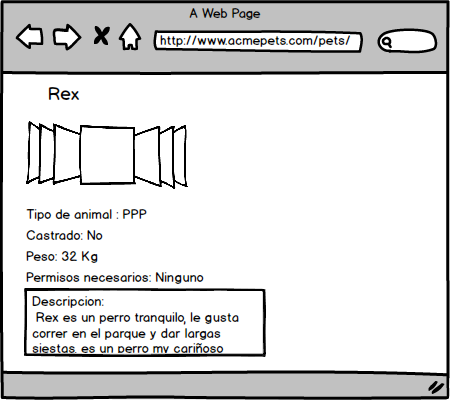 A Web Page
http://www.acmepets.com/pets/
Rex
Tipo de animal : PPP
Castrado: No
Peso: 32 Kg
Permisos necesarios: Ninguno
Descripcion:
Rex es un perro tranquilo, le gusta
correr en el parque y dar largas
siestas, es un perro my cariñoso